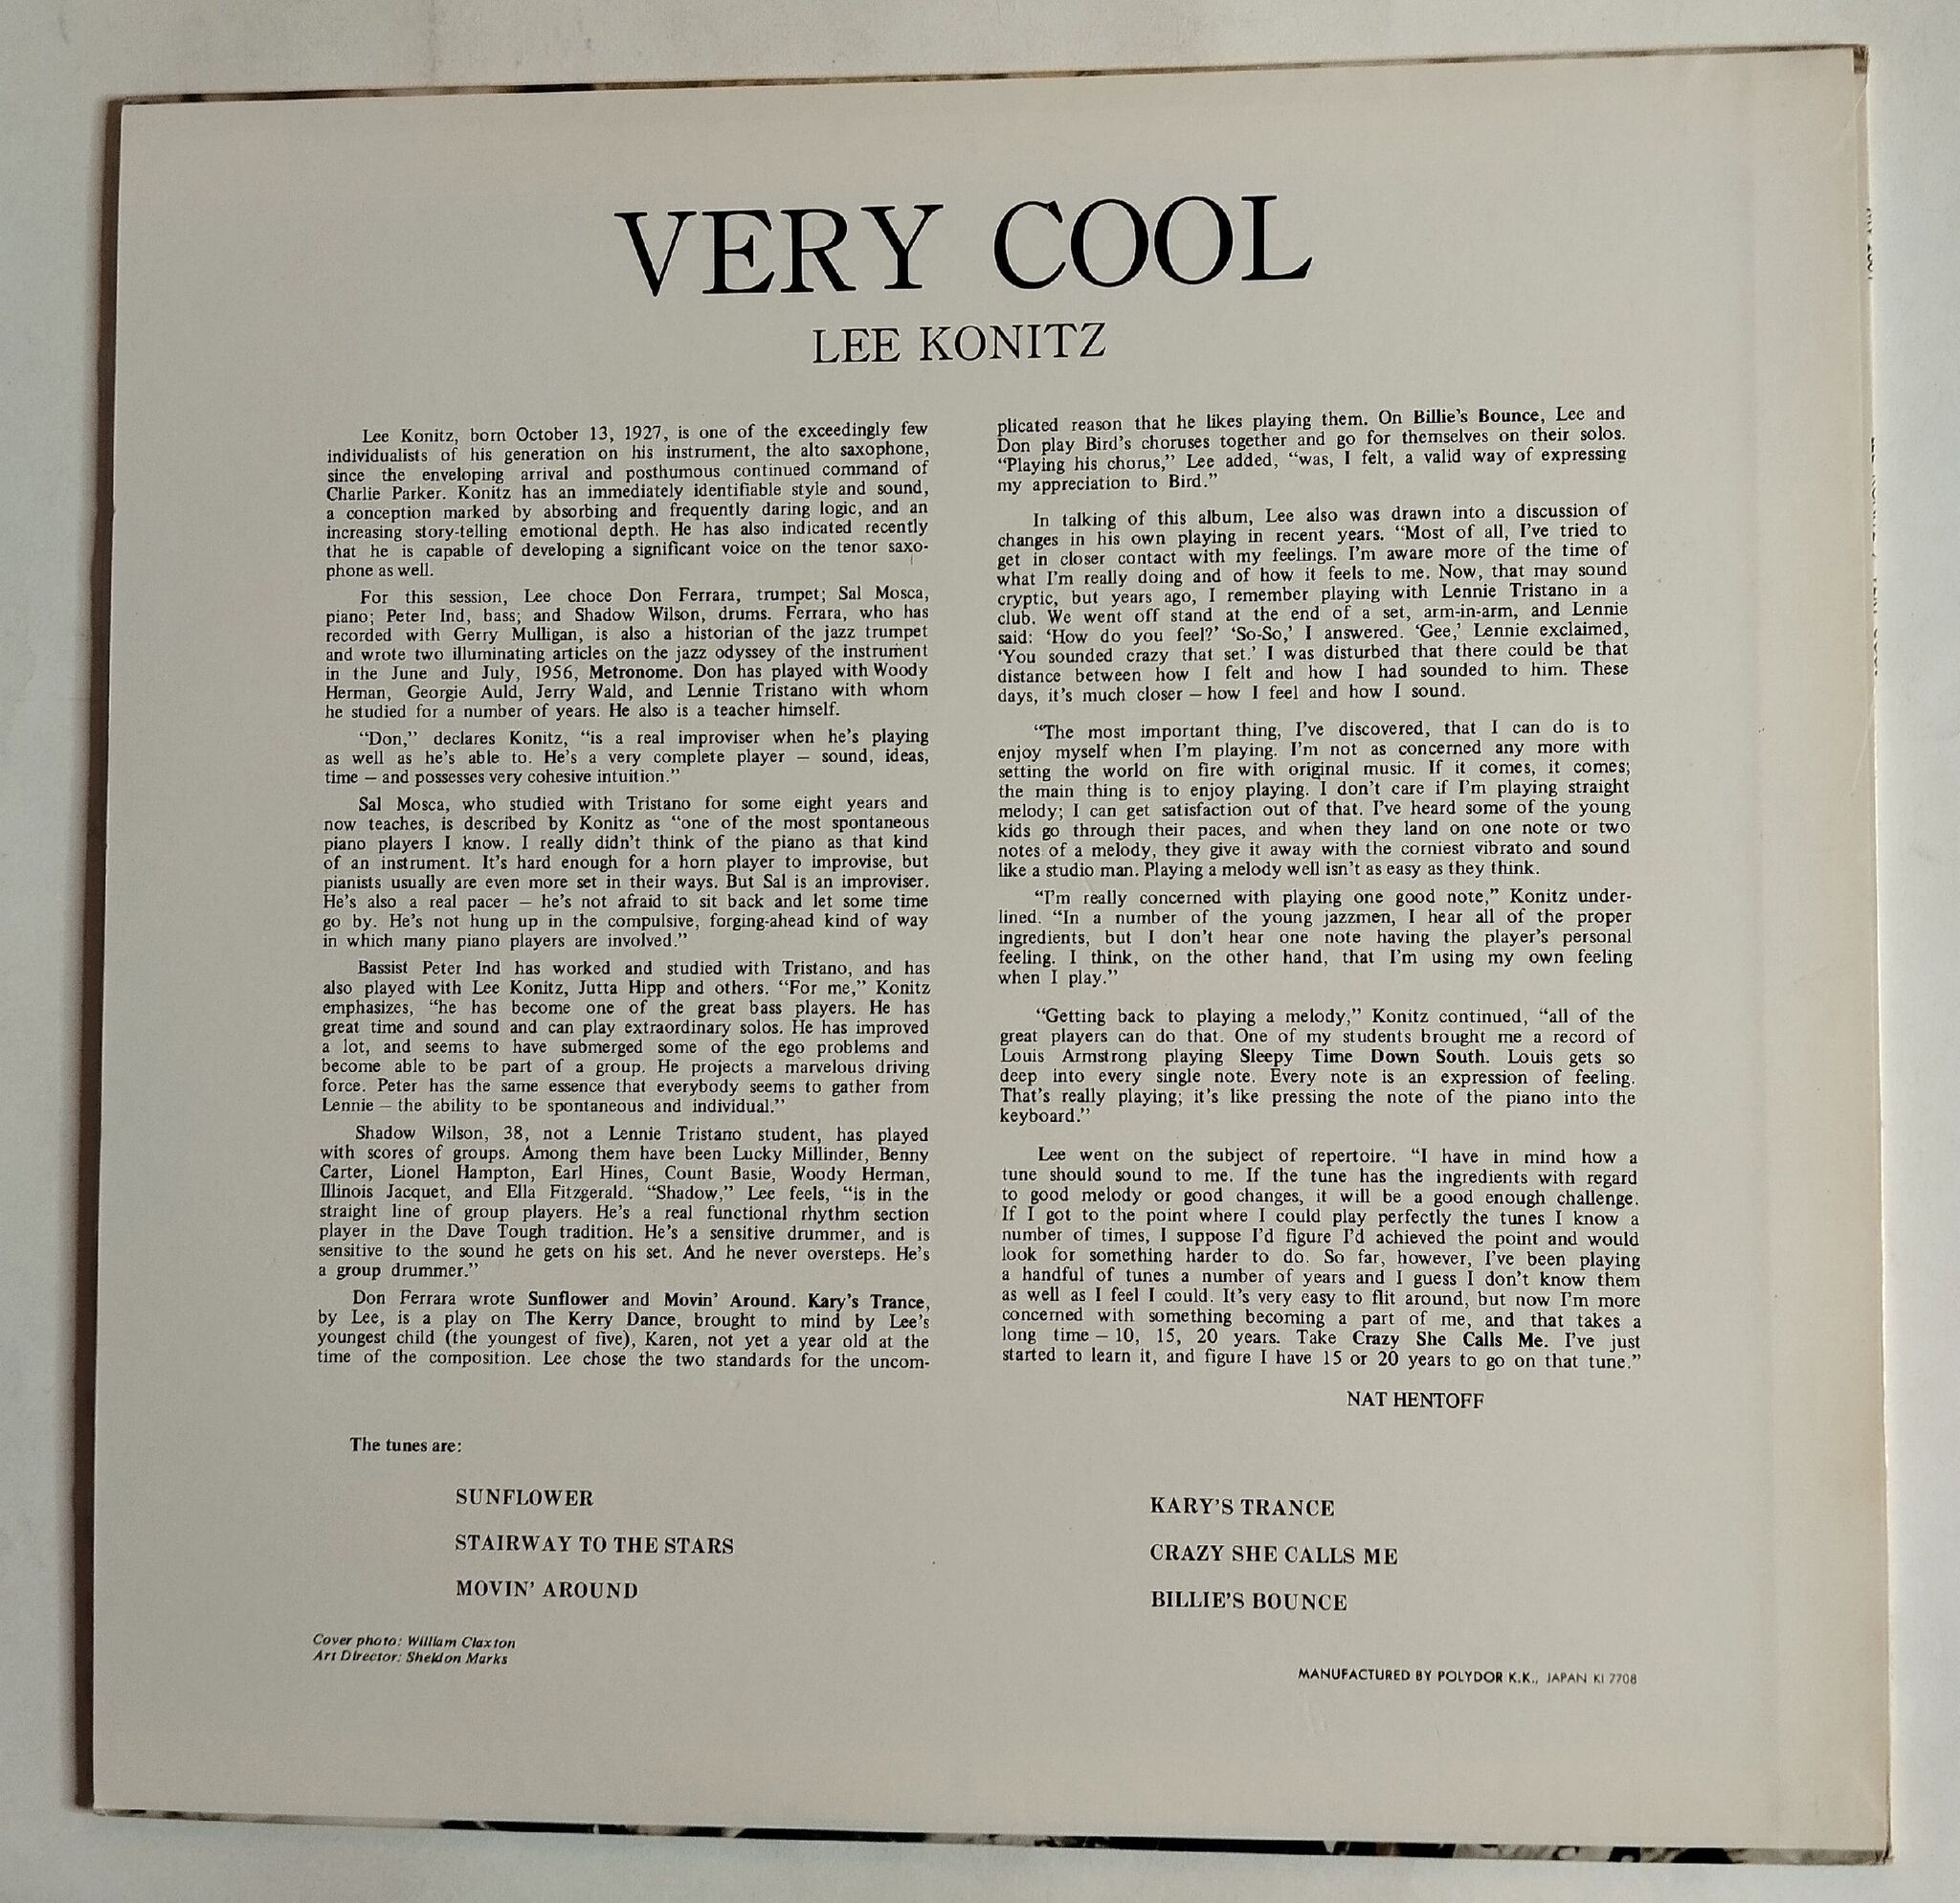 VERY COOL
LEE KONITZ
Lee Konitz, born October 13, 1927, is one of the exceedingly few
individualists of his generation on his instrument, the alto saxophone,
since the enveloping arrival and posthumous continued command of
Charlie Parker. Konitz has an immediately identifiable style and sound,
a conception marked by absorbing and frequently daring logic, and an
increasing story-telling emotional depth. He has also indicated recently
that he is capable of developing a significant voice on the tenor saxo-
phone as well.
For this session, Lee choce Don Ferrara, trumpet; Sal Mosca,
piano; Peter Ind, bass; and Shadow Wilson, drums. Ferrara, who has
recorded with Gerry Mulligan, is also a historian of the jazz trumpet
and wrote two illuminating articles on the jazz odyssey of the instrument
in the June and July, 1956, Metronome. Don has played with Woody
Herman, Georgie Auld, Jerry Wald, and Lennie Tristano with whom
he studied for a number of years. He also is a teacher himself.
“Don,” declares Konitz, “is a real improviser when he’s playing
as well as he’s able to. He’s a very complete player — sound, ideas,
time — and possesses very cohesive intuition.”
Sal Mosca, who studied with Tristano for some eight years and
now teaches, is described by Konitz as “one of the most spontaneous
piano players I know. I really didn’t think of the piano as that kind
of an instrument. It’s hard enough for a horn player to improvise, but
pianists usually are even more set in their ways. But Sal is an improviser.
He’s also a real pacer — he’s not afraid to sit back and let some time
go by. He’s not hung up in the compulsive, forging-ahead kind of way
in which many piano players are involved.”
Bassist Peter Ind has worked and studied with Tristano, and has
also played with Lee Konitz, Jutta Hipp and others. “For me,” Konitz
emphasizes, “he has become one of the great bass players. He has
great time and sound and can play extraordinary solos. He has improved
a lot, and seems to have submerged some of the ego problems and
become able to be part of a group. He projects a marvelous driving
force. Peter has the same essence that everybody seems to gather from
Lennie — the ability to be spontaneous and individual.”
Shadow Wilson, 38, not a Lennie Tristano student, has played
with scores of groups. Among them have been Lucky Millinder, Benny
Carter, Lionel Hampton, Earl Hines, Count Basie, Woody Herman,
Illinois Jacquet, and Ella Fitzgerald. “Shadow,” Lee feels, “is in the
straight line of group players. He’s a real functional rhythm section
player in the Dave Tough tradition. He’s a sensitive drummer, and is
sensitive to the sound he gets on his set. And he never oversteps. He’s
a group drummer.”
Don Ferrara wrote Sunflower and Movin’ Around. Kary’s Trance,
by Lee, is a play on The Kerry Dance, brought to mind by Lee’s
youngest child (the youngest of five), Karen, not yet a year old at the
time of the composition. Lee chose the two standards for the uncom-
plicated reason that he likes playing them. On Billie’s Bounce, Lee and
Don play Bird’s choruses together and go for themselves on their solos.
“Playing his chorus,” Lee added, “was, I felt, a valid way of expressing
my appreciation to Bird.”
In talking of this album, Lee also was drawn into a discussion of
changes in his own playing in recent years. “Most of all, I’ve tried to
get in closer contact with my feelings. I’m aware more of the time of
what I’m really doing and of how it feels to me. Now, that may sound
cryptic, but years ago, I remember playing with Lennie Tristano in a
club. We went off stand at the end of a set, arm-in-arm, and Lennie
said: ‘How do you feel?’ ‘So-So,’ I answered. ‘Gee,’ Lennie exclaimed,
‘You sounded crazy that set.’ I was disturbed that there could be that
distance between how I felt and how I had sounded to him. These
days, it’s much closer — how I feel and how I sound.
“The most important thing, I’ve discovered, that I can do is to
enjoy myself when I’m playing. I’m not as concerned any more with
setting the world on fire with original music. If it comes, it comes;
the main thing is to enjoy playing. I don’t care if I’m playing straight
melody; I can get satisfaction out of that. I’ve heard some of the young
kids go through their paces, and when they land on one note or two
notes of a melody, they give it away with the corniest vibrato and sound
like a studio man. Playing a melody well isn’t as easy as they think.
“I’m really concerned with playing one good note,” Konitz under-
lined. “In a number of the young jazzmen, I hear all of the proper
ingredients, but I don’t hear one note having the player’s personal
feeling. I think, on the other hand, that I’m using my own feeling
when I play.”
“Getting back to playing a melody,” Konitz continued, “all of the
great players can do that. One of my students brought me a record of
Louis Armstrong playing Sleepy Time Down South. Louis gets so
deep into every single note. Every note is an expression of feeling.
That’s really playing; it’s like pressing the note of the piano into the
keyboard.”
Lee went on the subject of repertoire. “I have in mind how a
tune should sound to me. If the tune has the ingredients with regard
to good melody or good changes, it will be a good enough challenge.
If I got to the point where I could play perfectly the tunes I know a
number of times, I suppose I’d figure I’d achieved the point and would
look for something harder to do. So far, however, I’ve been playing
a handful of tunes a number of years and I guess I don’t know them
as well as I feel I could. It’s very easy to flit around, but now I’m more
concerned with something becoming a part of me, and that takes a
long time — 10, 15, 20 years. Take Crazy She Calls Me. I’ve just
started to learn it, and figure I have 15 or 20 years to go on that tune.”
NAT HENTOFF
The tunes are:
SUNFLOWER
STAIRWAY TO THE STARS
MOVIN’ AROUND
KARY’S TRANCE
CRAZY SHE CALLS ME
BILLIE’S BOUNCE
Cover photo: William Claxton
Art Director: Sheldon Marks
MANUFACTURED BY POLYDOR K.K., JAPAN KI 7708